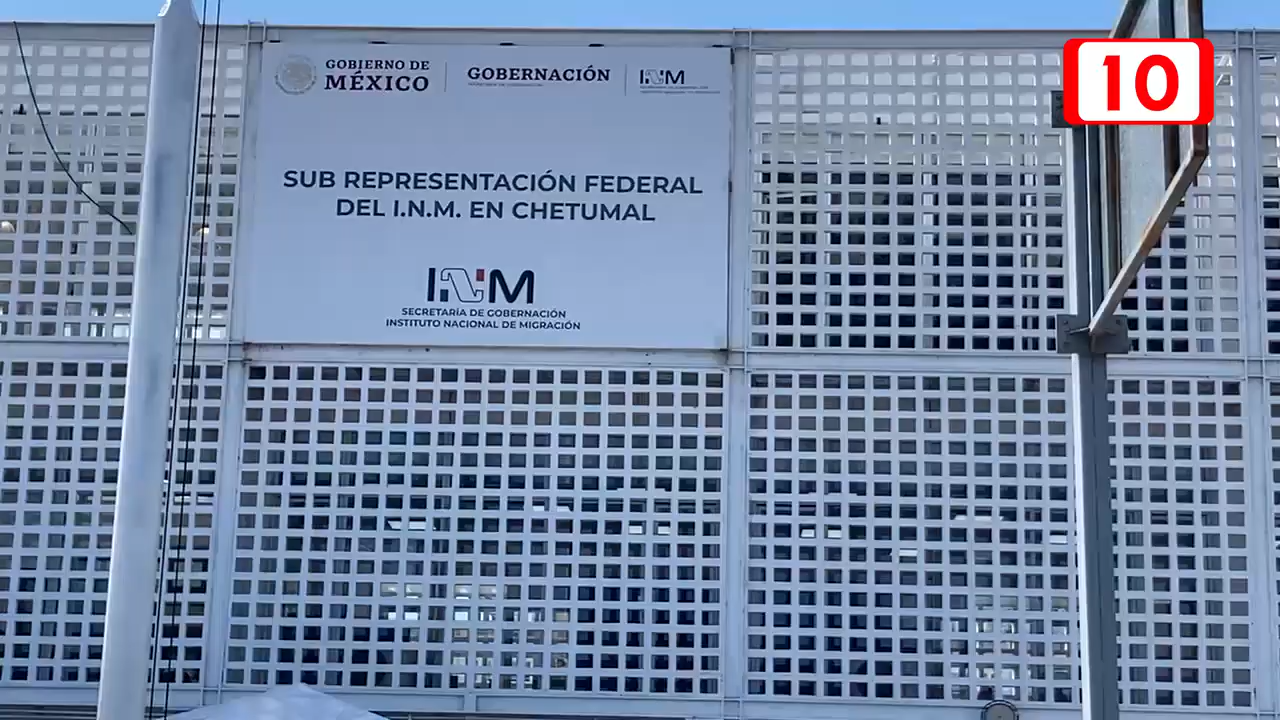 GOBIERNO DE
MÉXICO
GOBERNACIÓN
INM
SUB REPRESENTACIÓN FEDERAL
DEL I.N.M. EN CHETUMAL
INM
SECRETARÍA DE GOBERNACIÓN
INSTITUTO NACIONAL DE MIGRACIÓN
10